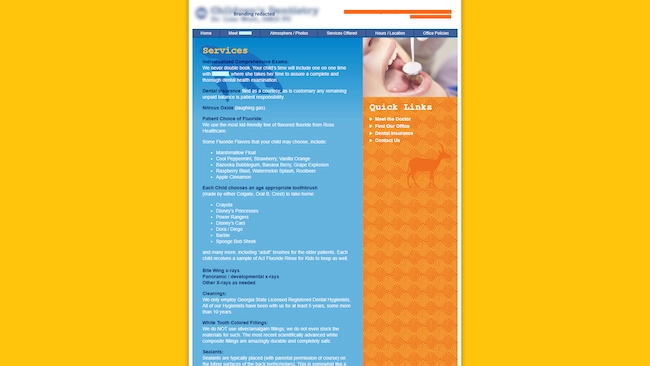 Branding redacted
Home
Meet
Atmosphere / Photos
Services Offered
Hours / Location
Office Policies
Services
Individualized Comprehensive Exams:
We never double book. Your child's time will include one on one time
with , where she takes her time to assure a complete and
thorough dental health examination.
Dental Insurance filed as a courtesy, as is customary any remaining
unpaid balance is patient responsibility.
Nitrous Oxide (laughing gas)
Patient Choice of Fluoride:
We use the most kid-friendly line of flavored fluoride from Ross
Healthcare.
Some Fluoride Flavors that your child may choose, include:
Marshmallow Float
Cool Peppermint, Strawberry, Vanilla Orange
Bazooka Bubblegum, Banana Berry, Grape Explosion
Raspberry Blast, Watermelon Splash, Rootbeer
Apple Cinnamon
Each Child chooses an age appropriate toothbrush
(made by either Colgate, Oral B, Crest) to take home:
Crayola
Disney's Princesses
Power Rangers
Disney's Cars
Dora / Diego
Barbie
Sponge Bob Shrek
and many more, including "adult" brushes for the older patients. Each
child receives a sample of Act Fluoride Rinse for Kids to keep as well.
Bite Wing x-rays
Panoramic / developmental x-rays
Other X-rays as needed
Cleanings:
We only employ Georgia State Licensed Registered Dental Hygienists.
All of our Hygienists have been with us for at least 5 years, some more
than 10 years.
White Tooth Colored Fillings:
We do NOT use silver/amalgam fillings; we do not even stock the
materials for such. The most recent scientifically advanced white
composite fillings are amazingly durable and completely safe.
Sealants:
Sealants are typically placed (with parental permission of course) on
the biting surfaces of the back teeth(molars). This is somewhat like a
Quick Links
Meet the Doctor
Find Our Office
Dental Insurance
Contact Us